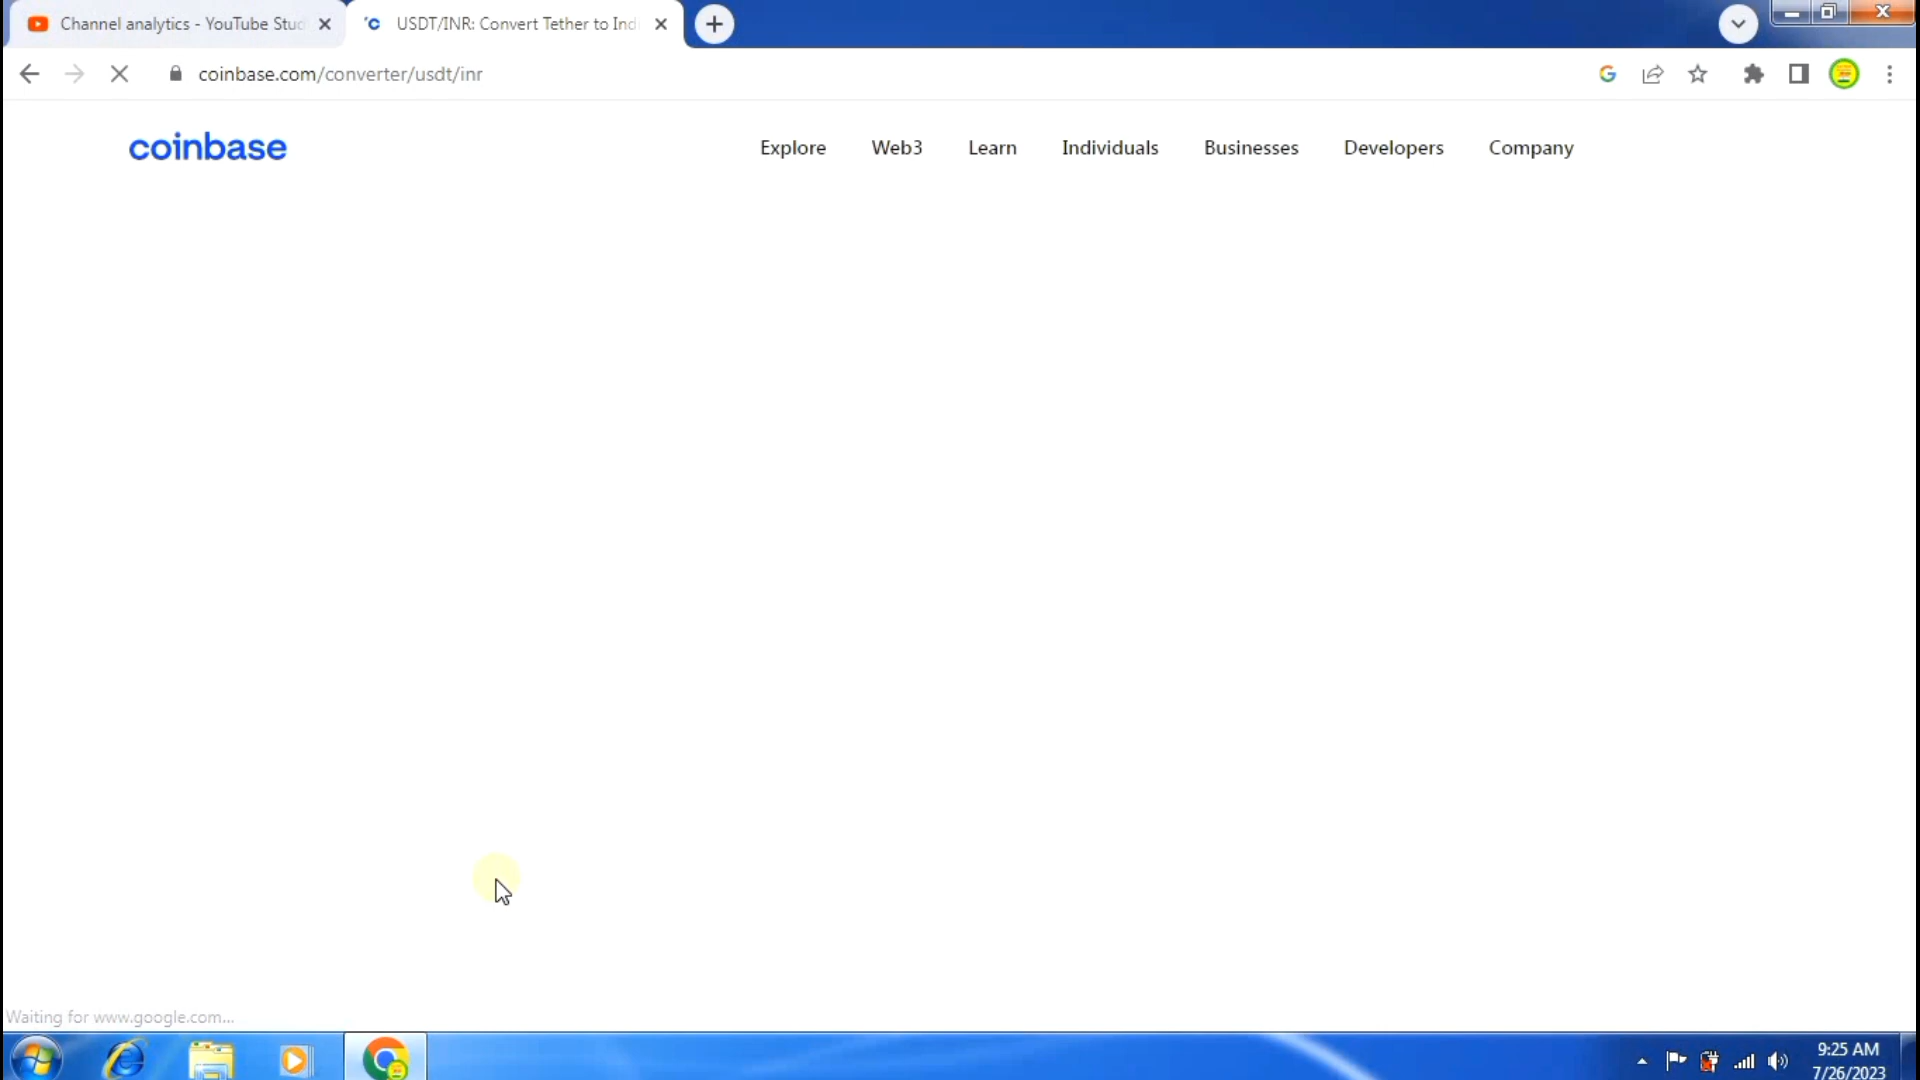 Channel analytics - YouTube Stud
USDT/INR: Convert Tether to Indi
coinbase.com/converter/usdt/inr
coinbase
Explore
Web3
Learn
Individuals
Businesses
Developers
Company
Waiting for www.google.com...
9:25 AM
7/26/2023